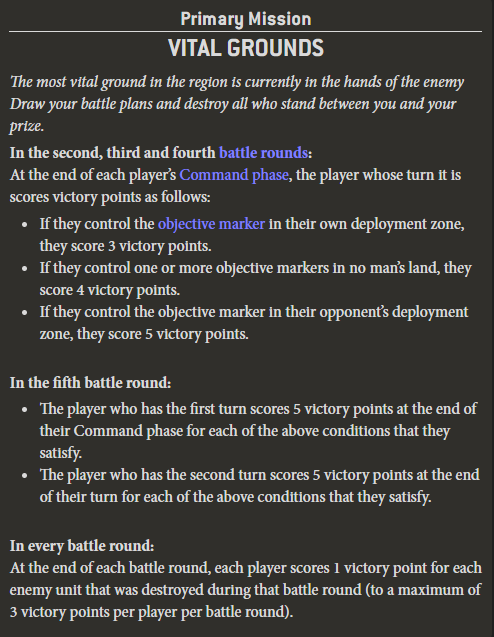 Primary Mission
VITAL GROUNDS
The most vital ground in the region is currently in the hands of the enemy
Draw your battle plans and destroy all who stand between you and your
prize.
In the second, third and fourth battle rounds:
At the end of each player's Command phase, the player whose turn it is
scores victory points as follows:
• If they control the objective marker in their own deployment zone,
they score 3 victory points.
• If they control one or more objective markers in no man's land, they
score 4 victory points.
• If they control the objective marker in their opponent's deployment
zone, they score 5 victory points.
In the fifth battle round:
• The player who has the first turn scores 5 victory points at the end of
their Command phase for each of the above conditions that they
satisfy.
• The player who has the second turn scores 5 victory points at the end
of their turn for each of the above conditions that they satisfy.
In every battle round:
At the end of each battle round, each player scores 1 victory point for each
enemy unit that was destroyed during that battle round (to a maximum of
3 victory points per player per battle round).